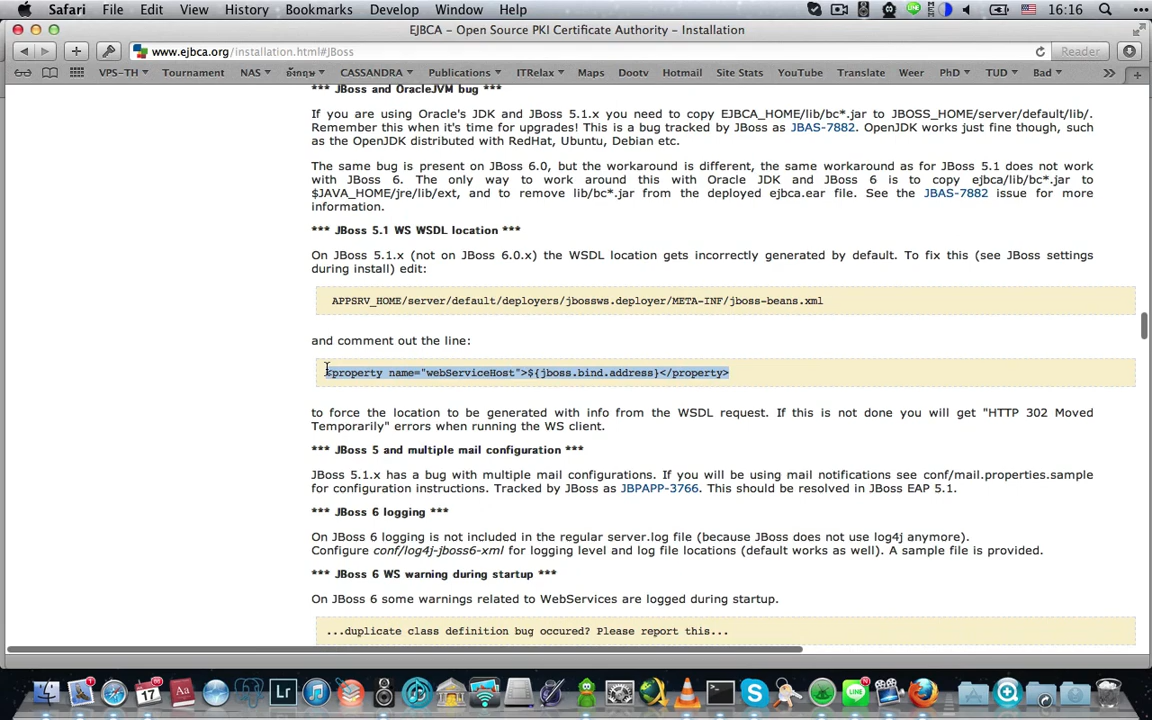 Safari File Edit View History Bookmarks Develop Window Help 16:16
EJBCA – Open Source PKI Certificate Authority – Installation
www.ejbca.org/installation.html#JBoss Reader
VPS-TH Tournament NAS อังกฤษ CASSANDRA Publications ITRelax Maps Dootv Hotmail Site Stats YouTube Translate Weer PhD TUD Bad
*** JBoss and OracleJVM bug ***
If you are using Oracle's JDK and JBoss 5.1.x you need to copy EJBCA_HOME/lib/bc*.jar to JBOSS_HOME/server/default/lib/.
Remember this when it's time for upgrades! This is a bug tracked by JBoss as JBAS-7882. OpenJDK works just fine though, such
as the OpenJDK distributed with RedHat, Ubuntu, Debian etc.
The same bug is present on JBoss 6.0, but the workaround is different, the same workaround as for JBoss 5.1 does not work
with JBoss 6. The only way to work around this with Oracle JDK and JBoss 6 is to copy ejbca/lib/bc*.jar to
$JAVA_HOME/jre/lib/ext, and to remove lib/bc*.jar from the deployed ejbca.ear file. See the JBAS-7882 issue for more
information.
*** JBoss 5.1 WS WSDL location ***
On JBoss 5.1.x (not on JBoss 6.0.x) the WSDL location gets incorrectly generated by default. To fix this (see JBoss settings
during install) edit:
APPSRV_HOME/server/default/deployers/jbossws.deployer/META-INF/jboss-beans.xml
and comment out the line:
<property name="webServiceHost">${jboss.bind.address}</property>
to force the location to be generated with info from the WSDL request. If this is not done you will get "HTTP 302 Moved
Temporarily" errors when running the WS client.
*** JBoss 5 and multiple mail configuration ***
JBoss 5.1.x has a bug with multiple mail configurations. If you will be using mail notifications see conf/mail.properties.sample
for configuration instructions. Tracked by JBoss as JBPAPP-3766. This should be resolved in JBoss EAP 5.1.
*** JBoss 6 logging ***
On JBoss 6 logging is not included in the regular server.log file (because JBoss does not use log4j anymore).
Configure conf/log4j-jboss6-xml for logging level and log file locations (default works as well). A sample file is provided.
*** JBoss 6 WS warning during startup ***
On JBoss 6 some warnings related to WebServices are logged during startup.
...duplicate class definition bug occured? Please report this...
17 Aa Lr LINE